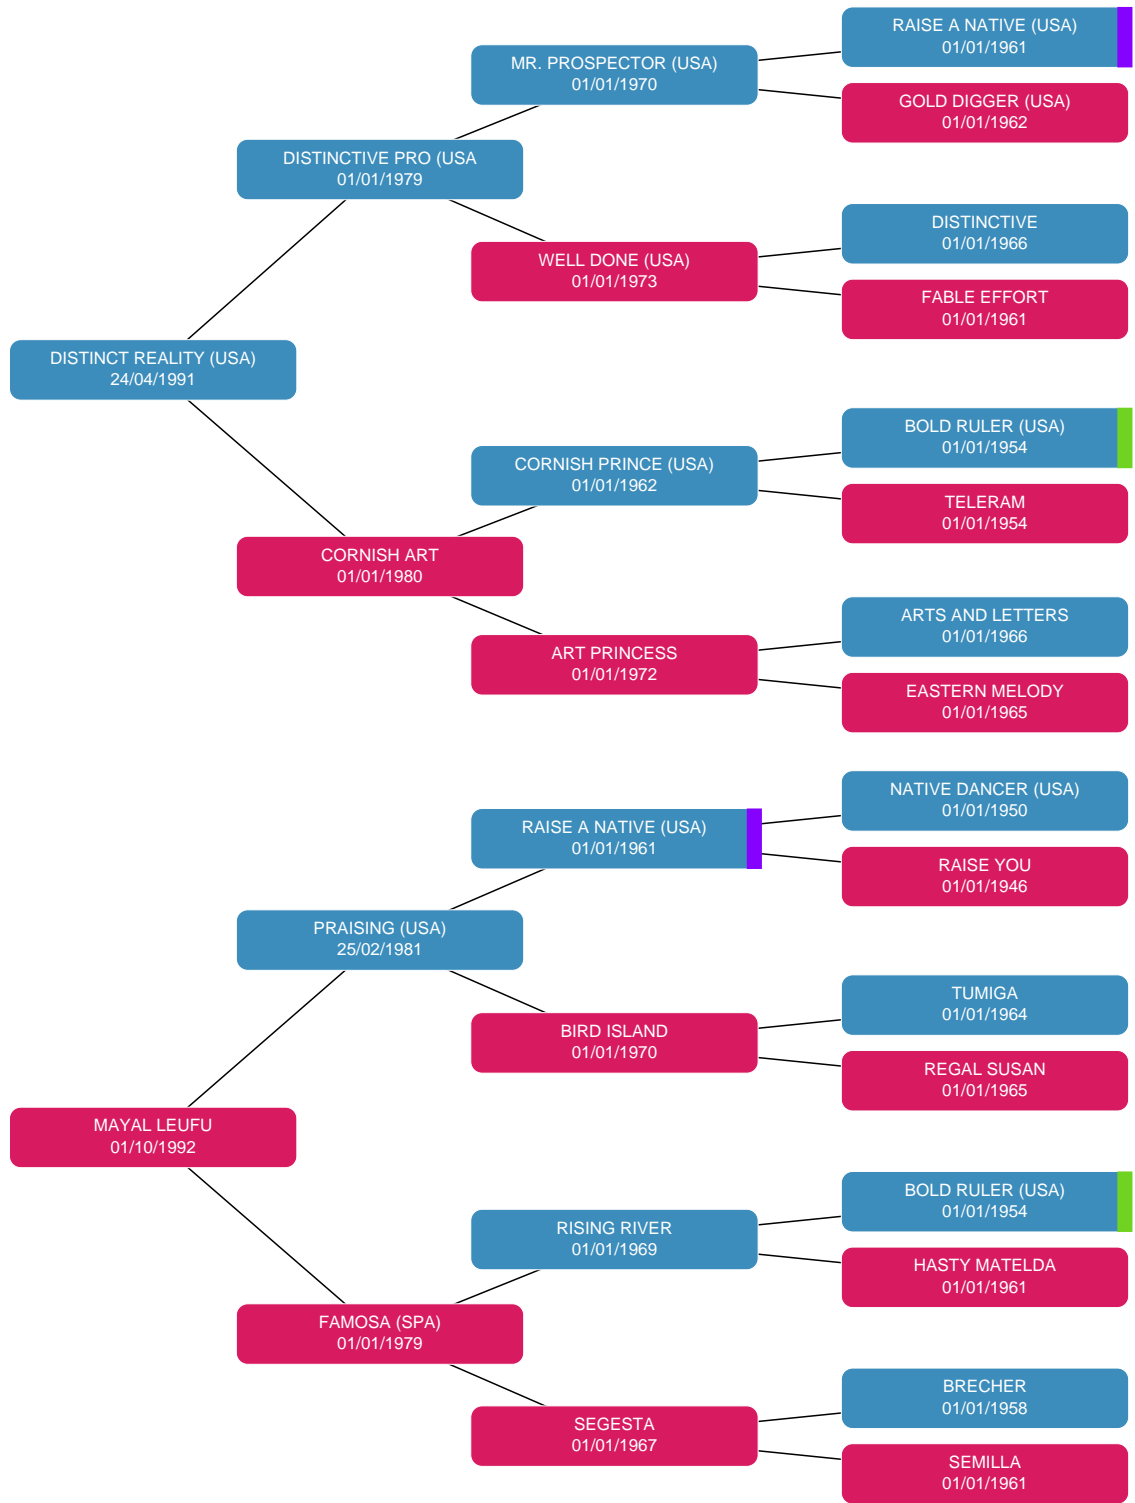 RAISE A NATIVE (USA)
01/01/1961
MR. PROSPECTOR (USA)
01/01/1970
GOLD DIGGER (USA)
01/01/1962
DISTINCTIVE PRO (USA
01/01/1979
DISTINCTIVE
01/01/1966
WELL DONE (USA)
01/01/1973
FABLE EFFORT
01/01/1961
DISTINCT REALITY (USA)
24/04/1991
BOLD RULER (USA)
01/01/1954
CORNISH PRINCE (USA)
01/01/1962
TELERAM
01/01/1954
CORNISH ART
01/01/1980
ARTS AND LETTERS
01/01/1966
ART PRINCESS
01/01/1972
EASTERN MELODY
01/01/1965
NATIVE DANCER (USA)
01/01/1950
RAISE A NATIVE (USA)
01/01/1961
RAISE YOU
01/01/1946
PRAISING (USA)
25/02/1981
TUMIGA
01/01/1964
BIRD ISLAND
01/01/1970
REGAL SUSAN
01/01/1965
MAYAL LEUFU
01/10/1992
BOLD RULER (USA)
01/01/1954
RISING RIVER
01/01/1969
HASTY MATELDA
01/01/1961
FAMOSA (SPA)
01/01/1979
BRECHER
01/01/1958
SEGESTA
01/01/1967
SEMILLA
01/01/1961